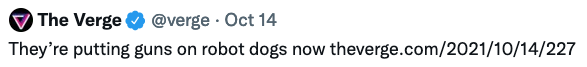 The Verge @verge · Oct 14
They’re putting guns on robot dogs now theverge.com/2021/10/14/227